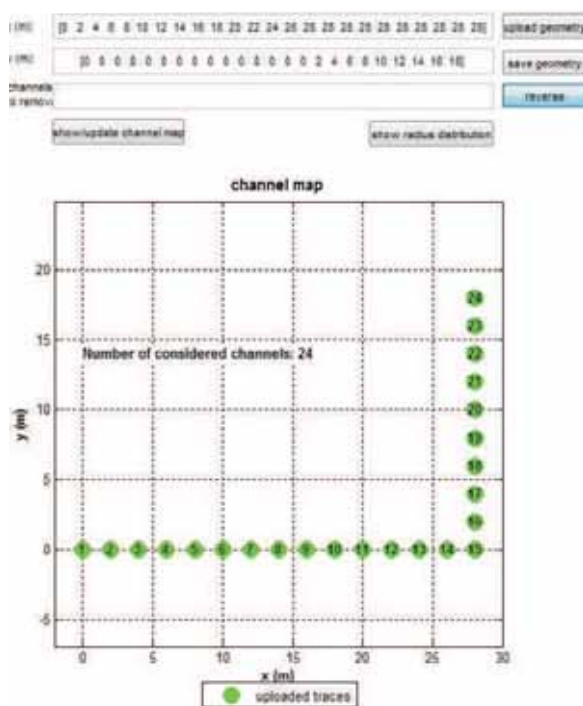 (m) [0 2 4 6 8 10 12 14 16 18 20 22 24 26 28 28 28 28 28 28 28 28 28 28] upload geometry
(m) [0 0 0 0 0 0 0 0 0 0 0 0 0 0 0 2 4 6 8 10 12 14 16 18] save geometry
channels
remov reverse
show/update channel map show radius distribution
channel map
20
15
10
5
0
-5
y (m)
Number of considered channels: 24
24
23
22
21
20
19
18
17
16
1 2 3 4 5 6 7 8 9 10 11 12 13 14 15
0 5 10 15 20 25 30
x (m)
uploaded traces